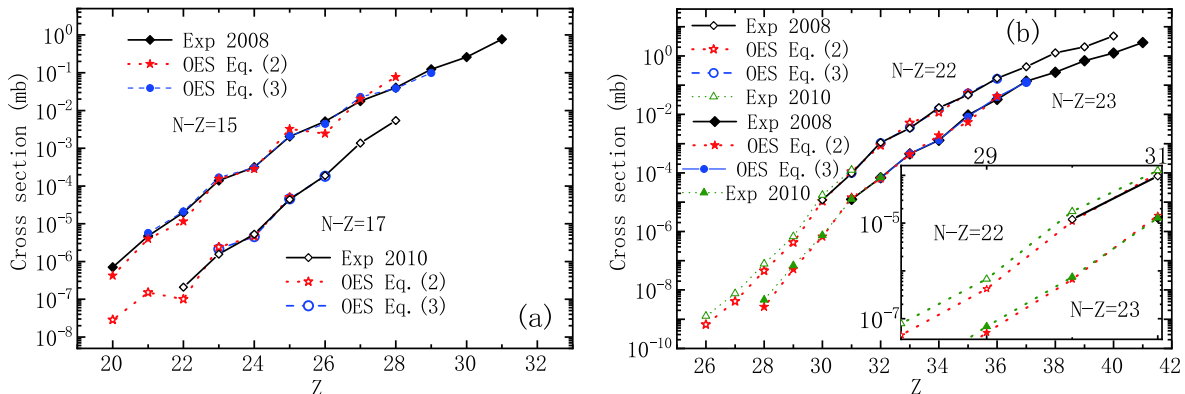 Cross section (mb)
10^0
10^-1
10^-2
10^-3
10^-4
10^-5
10^-6
10^-7
10^-8
Exp 2008
OES Eq.(2)
OES Eq.(3)
N-Z=15
N-Z=17
Exp 2010
OES Eq.(2)
OES Eq.(3)
(a)
20 22 24 26 28 30 32
Z
Cross section (mb)
10^0
10^-2
10^-4
10^-6
10^-8
10^-10
Exp 2008
OES Eq.(2)
OES Eq.(3)
Exp 2010
Exp 2008
OES Eq.(2)
OES Eq.(3)
Exp 2010
(b)
N-Z=22
N-Z=23
29 31
10^-5
10^-7
N-Z=22
N-Z=23
26 28 30 32 34 36 38 40 42
Z